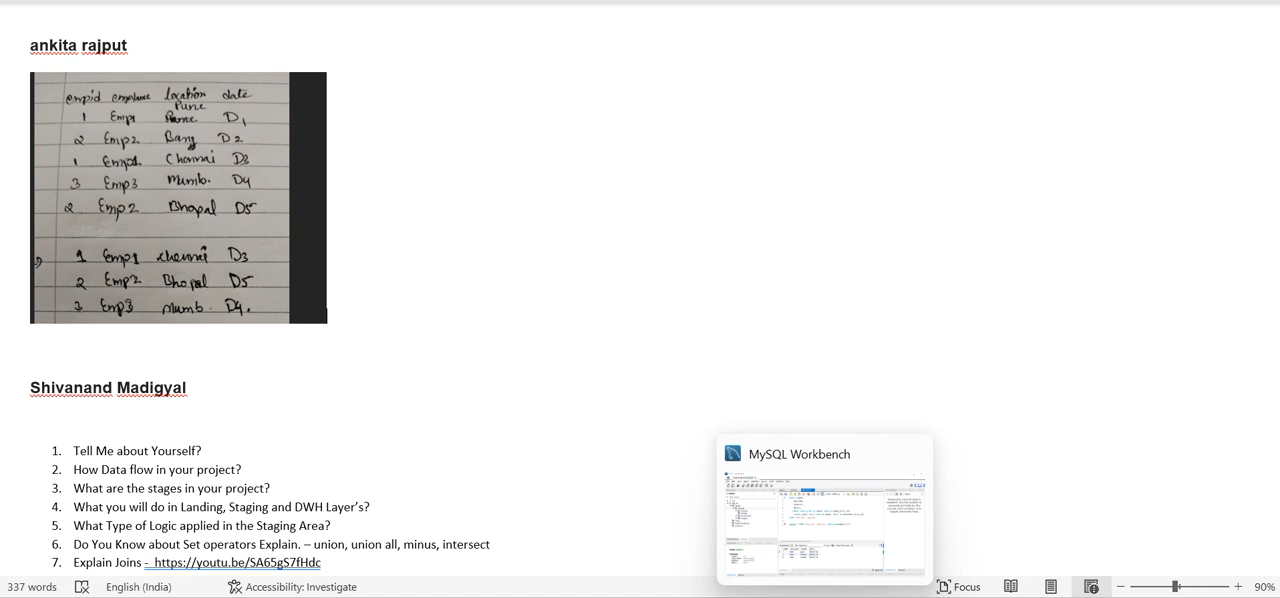 ankita rajput
empid location date
Pune
1 Emp1 D1
2 Emp2 Bang D2
1 Emp1 Chennai D3
3 Emp3 Mumb. D4
2 Emp2 Bhopal D5
1 Emp1 chennai D3
2 Emp2 Bhopal D5
3 Emp3 Mumb. D4.
Shivanand Madigyal
1. Tell Me about Yourself?
2. How Data flow in your project?
3. What are the stages in your project?
4. What you will do in Landing, Staging and DWH Layer's?
5. What Type of Logic applied in the Staging Area?
6. Do You Know about Set operators Explain – union, union all, minus, intersect
7. Explain Joins - https://youtu.be/SA65gS7fHdc
MySQL Workbench
337 words English (India) Accessibility: Investigate Focus 90%